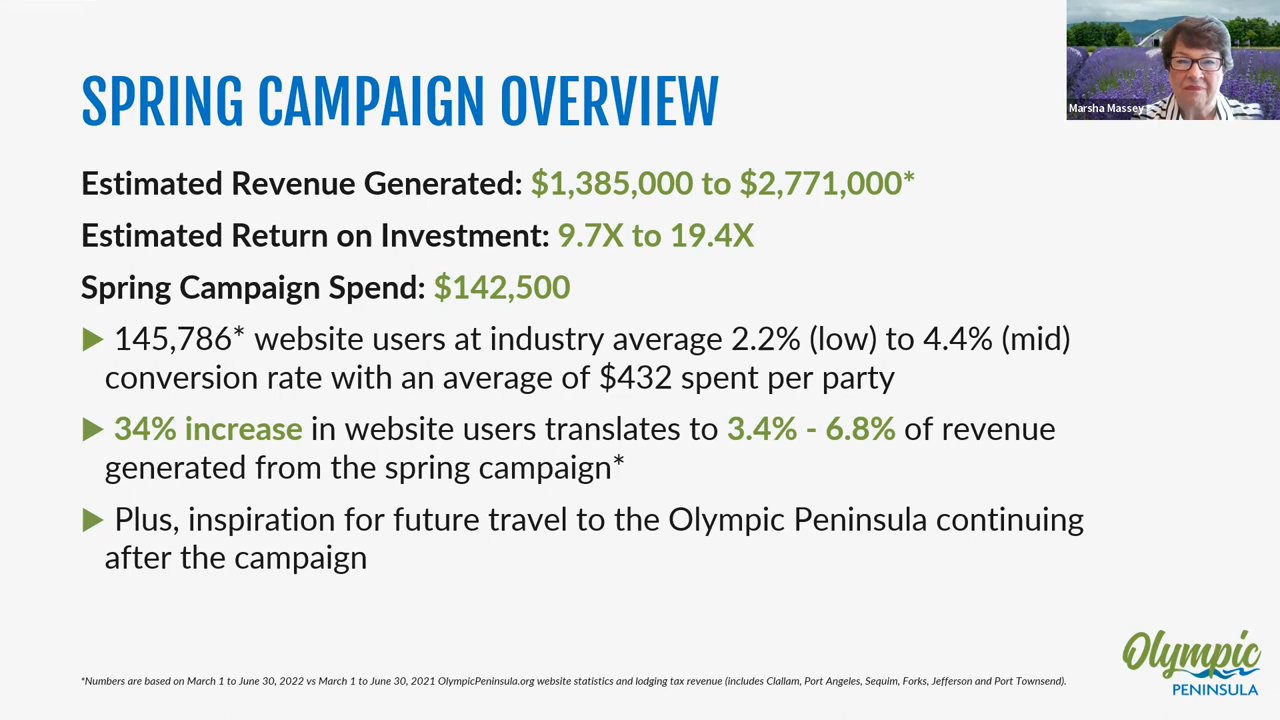 SPRING CAMPAIGN OVERVIEW
Marsha Massey
Estimated Revenue Generated: $1,385,000 to $2,771,000*
Estimated Return on Investment: 9.7X to 19.4X
Spring Campaign Spend: $142,500
▶ 145,786* website users at industry average 2.2% (low) to 4.4% (mid)
conversion rate with an average of $432 spent per party
▶ 34% increase in website users translates to 3.4% - 6.8% of revenue
generated from the spring campaign*
▶ Plus, inspiration for future travel to the Olympic Peninsula continuing
after the campaign
Olympic
PENINSULA
*Numbers are based on March 1 to June 30, 2022 vs March 1 to June 30, 2021 OlympicPeninsula.org website statistics and lodging tax revenue (includes Clallam, Port Angeles, Sequim, Forks, Jefferson and Port Townsend).